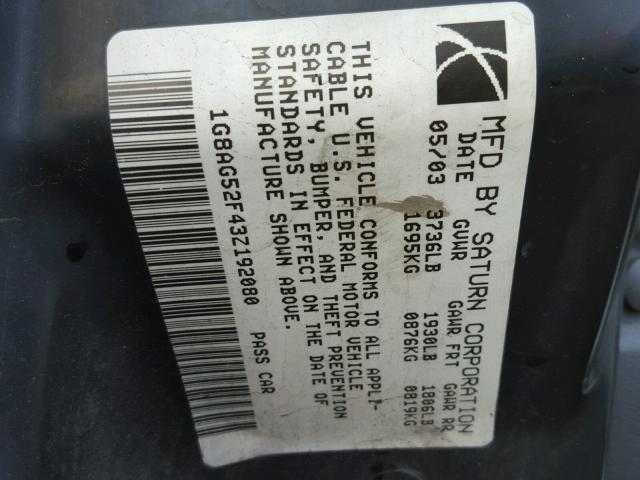 MFD BY SATURN CORPORATION
DATE GVWR GAWR FRT GAWR RR
05/03 3736LB 1930LB 1806LB
1695KG 0876KG 0819KG
THIS VEHICLE CONFORMS TO ALL APPLI-
CABLE U.S. FEDERAL MOTOR VEHICLE
SAFETY, BUMPER, AND THEFT PREVENTION
STANDARDS IN EFFECT ON THE DATE OF
MANUFACTURE SHOWN ABOVE.
1G8AG52F43Z192080 PASS CAR